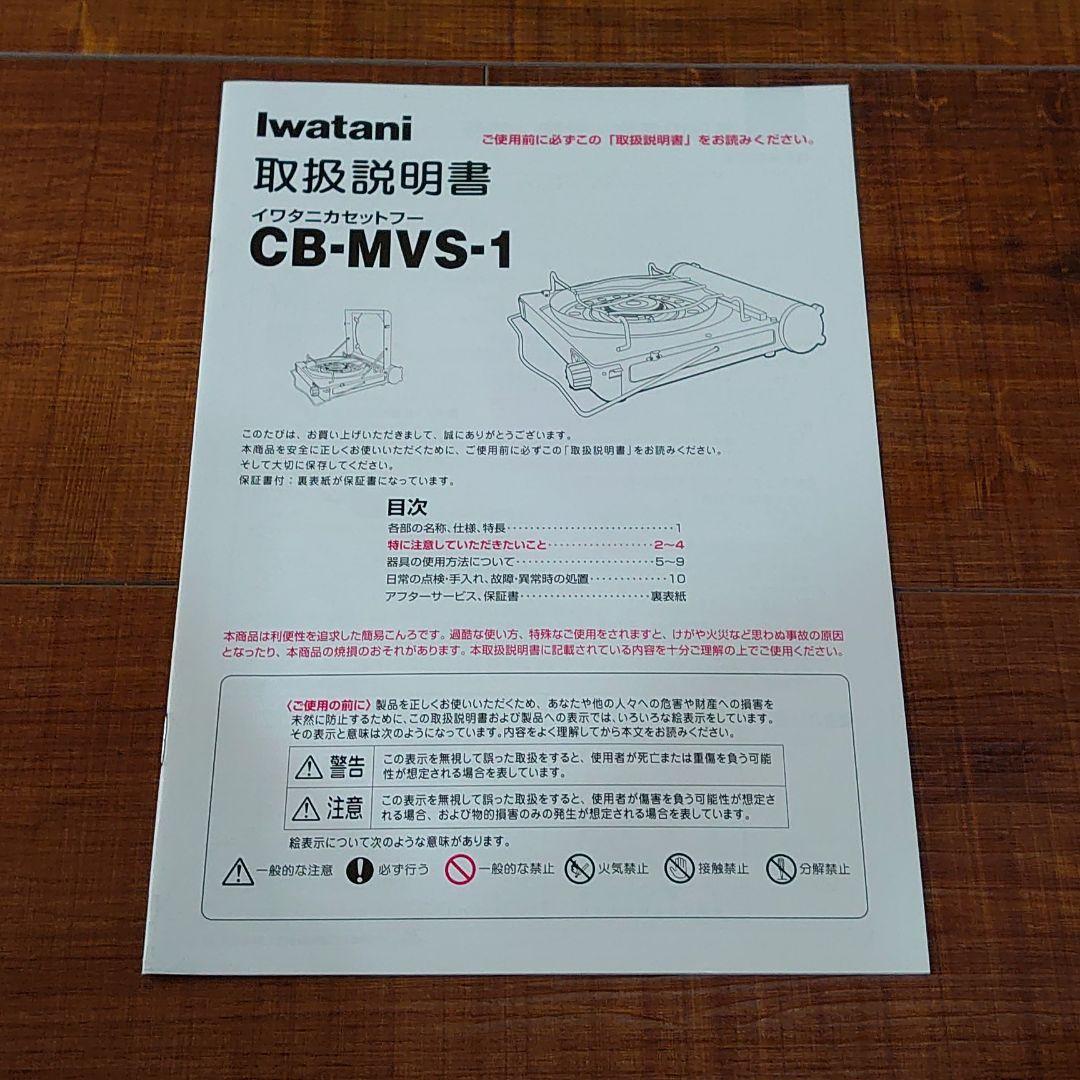 Iwatani
ご使用前に必ずこの「取扱説明書」をお読みください。
取扱説明書
イワタニカセットフー
CB-MVS-1
このたびは、お買い上げいただきまして、誠にありがとうございます。
本商品を安全に正しくお使いいただくために、ご使用前に必ずこの「取扱説明書」をお読みください。
そして大切に保存してください。
保証書付：裏表紙が保証書になっています。
目次
各部の名称、仕様、特長‥‥‥‥‥‥‥‥‥‥‥‥‥‥1
特に注意していただきたいこと‥‥‥‥‥‥‥‥‥2〜4
器具の使用方法について‥‥‥‥‥‥‥‥‥‥‥‥5〜9
日常の点検・手入れ、故障・異常時の処置‥‥‥‥‥‥‥10
アフターサービス、保証書‥‥‥‥‥‥‥‥‥‥‥裏表紙
本商品は利便性を追求した簡易こんろです。過酷な使い方、特殊なご使用をされますと、けがや火災など思わぬ事故の原因
となったり、本商品の焼損のおそれがあります。本取扱説明書に記載されている内容を十分ご理解の上でご使用ください。
〈ご使用の前に〉製品を正しくお使いいただくため、あなたや他の人々への危害や財産への損害を
未然に防止するために、この取扱説明書および製品への表示では、いろいろな絵表示をしています。
その表示と意味は次のようになっています。内容をよく理解してから本文をお読みください。
警告 この表示を無視して誤った取扱をすると、使用者が死亡または重傷を負う可能
性が想定される場合を表しています。
注意 この表示を無視して誤った取扱をすると、使用者が傷害を負う可能性が想定さ
れる場合、および物的損害のみの発生が想定される場合を表しています。
絵表示について次のような意味があります。
一般的な注意 必ず行う 一般的な禁止 火気禁止 接触禁止 分解禁止